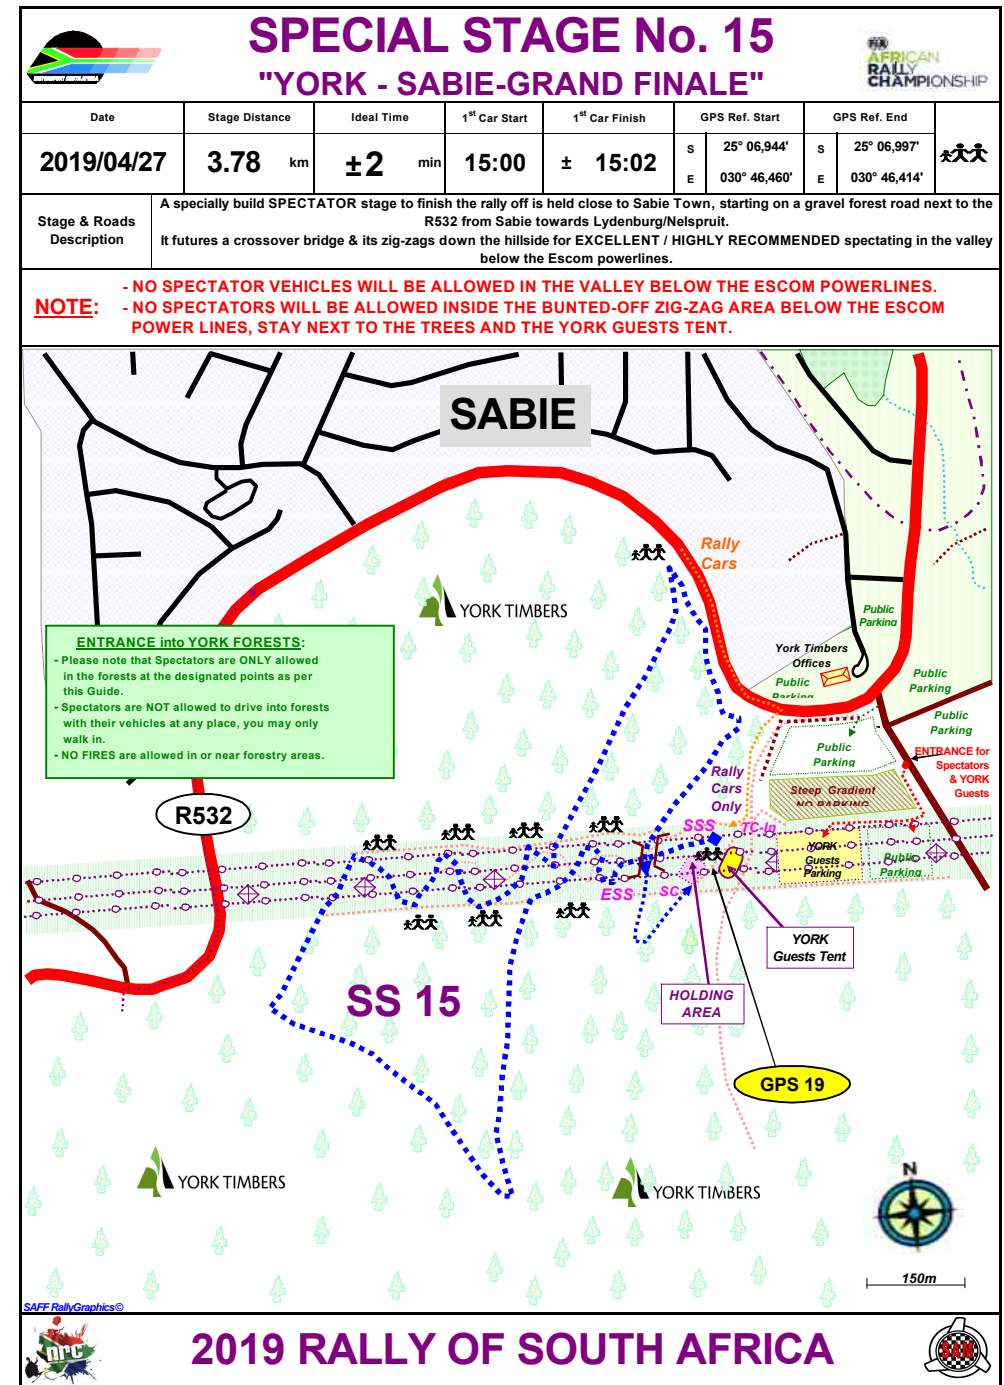 SPECIAL STAGE No. 15
"YORK - SABIE-GRAND FINALE"
FIA
AFRICAN
RALLY
CHAMPIONSHIP
Date
Stage Distance
Ideal Time
1st Car Start
1st Car Finish
GPS Ref. Start
GPS Ref. End
2019/04/27
3.78 km
±2 min
15:00
± 15:02
S 25° 06,944'
E 030° 46,460'
S 25° 06,997'
E 030° 46,414'
Stage & Roads
Description
A specially build SPECTATOR stage to finish the rally off is held close to Sabie Town, starting on a gravel forest road next to the
R532 from Sabie towards Lydenburg/Nelspruit.
It futures a crossover bridge & its zig-zags down the hillside for EXCELLENT / HIGHLY RECOMMENDED spectating in the valley
below the Escom powerlines.
NOTE:
- NO SPECTATOR VEHICLES WILL BE ALLOWED IN THE VALLEY BELOW THE ESCOM POWERLINES.
- NO SPECTATORS WILL BE ALLOWED INSIDE THE BUNTED-OFF ZIG-ZAG AREA BELOW THE ESCOM
POWER LINES, STAY NEXT TO THE TREES AND THE YORK GUESTS TENT.
SABIE
Rally
Cars
YORK TIMBERS
Public
Parking
York Timbers
Offices
Public
Parking
Public
Parking
Public
Parking
ENTRANCE into YORK FORESTS:
- Please note that Spectators are ONLY allowed
in the forests at the designated points as per
this Guide.
- Spectators are NOT allowed to drive into forests
with their vehicles at any place, you may only
walk in.
- NO FIRES are allowed in or near forestry areas.
Public
Parking
ENTRANCE for
Spectators
& YORK
Guests
Rally
Cars
Only
Steep Gradient
NO PARKING
R532
SSS
TC-In
YORK
Guests
Parking
Public
Parking
ESS
SC
YORK
Guests Tent
HOLDING
AREA
SS 15
GPS 19
YORK TIMBERS
YORK TIMBERS
N
150m
SAFF RallyGraphics©
nrc
2019 RALLY OF SOUTH AFRICA
SAM